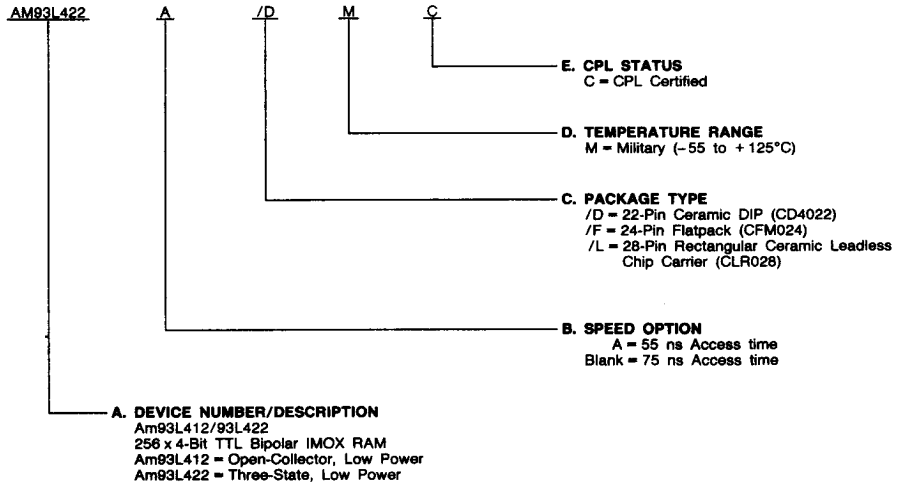 AM93L422 A /D M C
E. CPL STATUS
C = CPL Certified
D. TEMPERATURE RANGE
M = Military (-55 to +125°C)
C. PACKAGE TYPE
/D = 22-Pin Ceramic DIP (CD4022)
/F = 24-Pin Flatpack (CFM024)
/L = 28-Pin Rectangular Ceramic Leadless
Chip Carrier (CLR028)
B. SPEED OPTION
A = 55 ns Access time
Blank = 75 ns Access time
A. DEVICE NUMBER/DESCRIPTION
Am93L412/93L422
256 x 4-Bit TTL Bipolar IMOX RAM
Am93L412 = Open-Collector, Low Power
Am93L422 = Three-State, Low Power